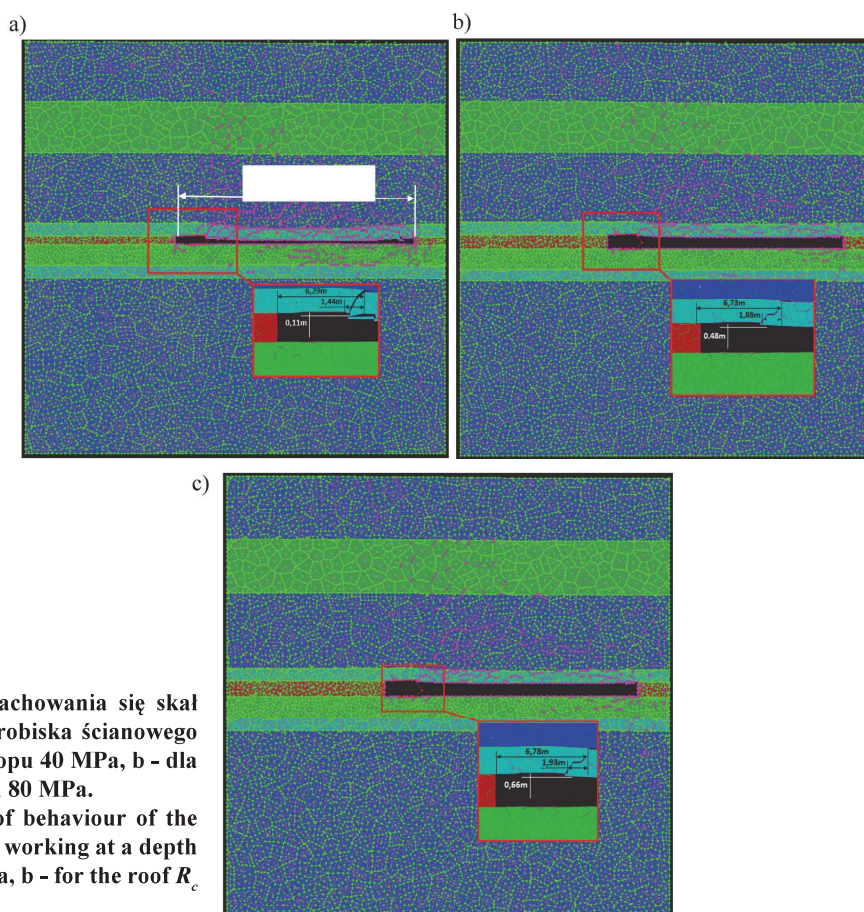 a)
b)
6,29m
1,44m
0,11m
6,73m
1,88m
0.48m
c)
6,78m
1,93m
0,66m
achowania się skał
robiska ścianowego
opu 40 MPa, b - dla
80 MPa.
of behaviour of the
working at a depth
a, b - for the roof R_c